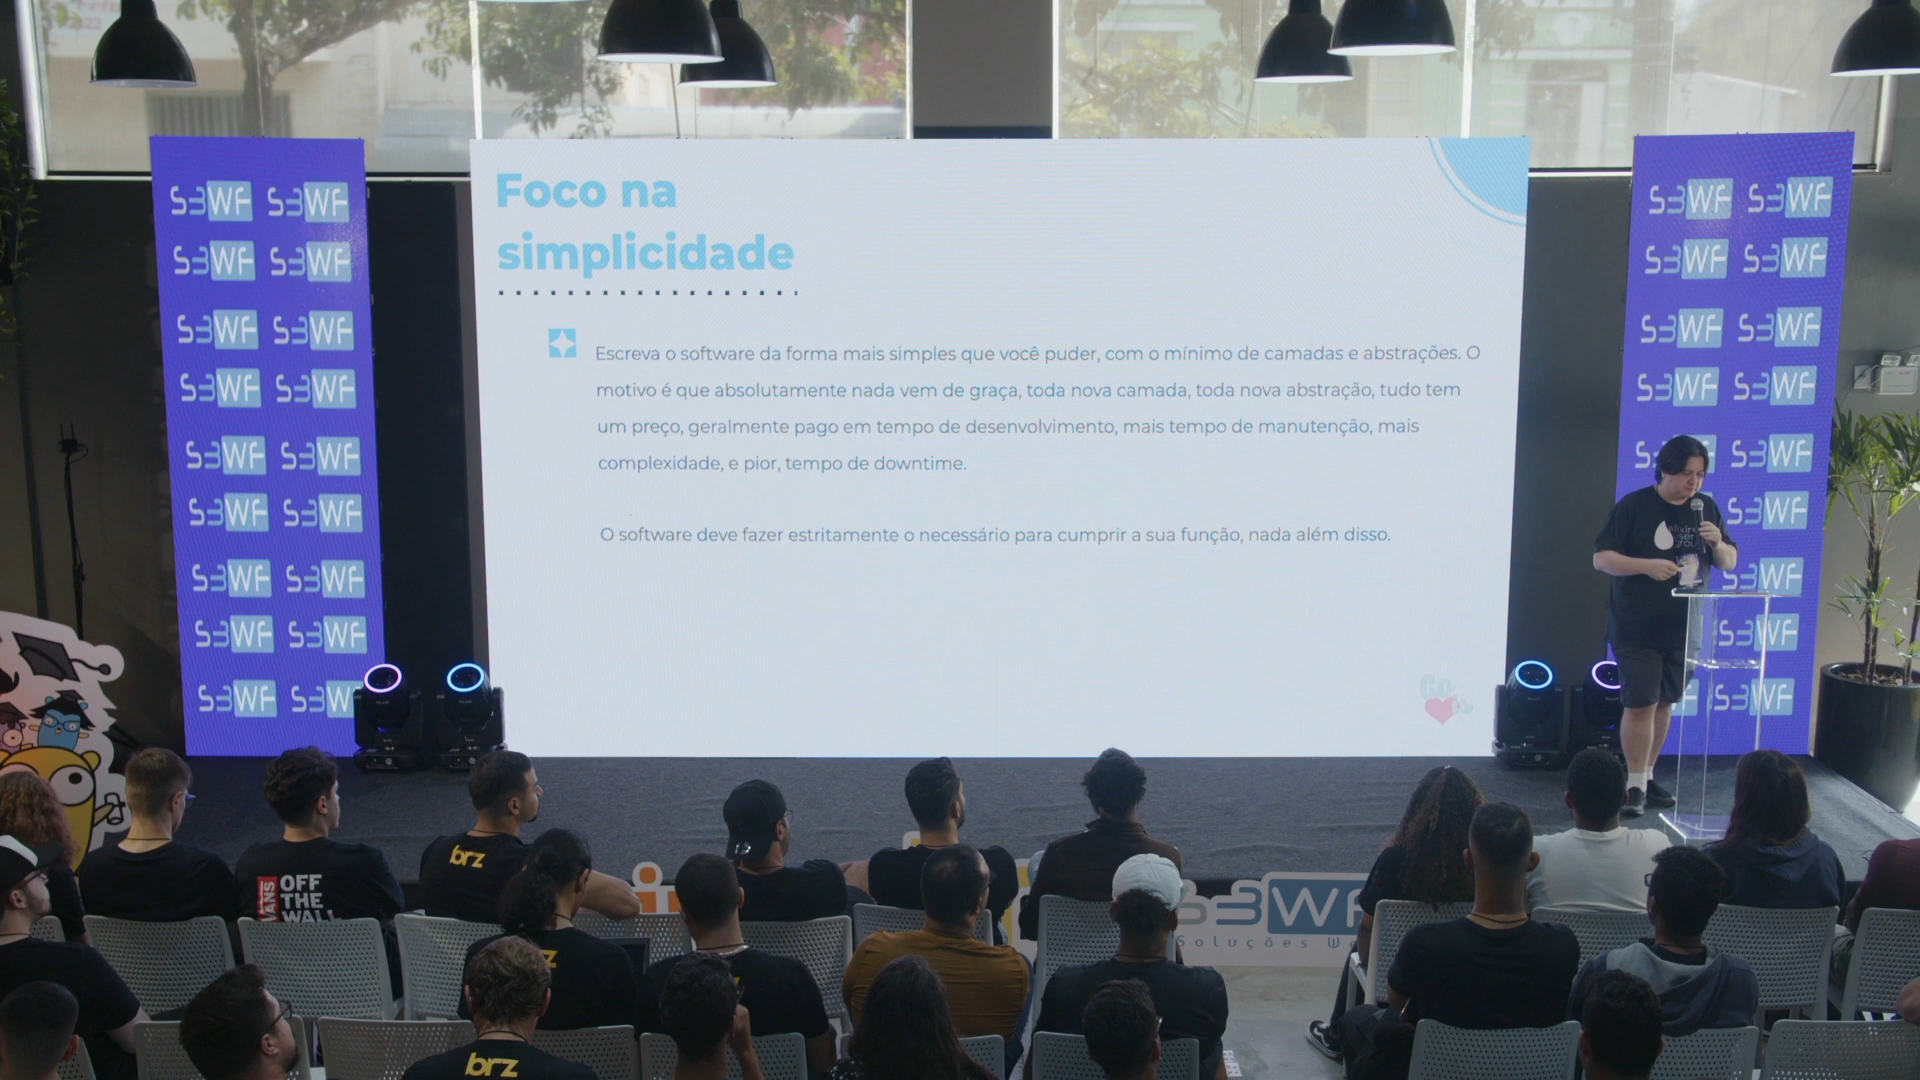 Foco na
simplicidade
Escreva o software da forma mais simples que você puder, com o mínimo de camadas e abstrações. O
motivo é que absolutamente nada vem de graça, toda nova camada, toda nova abstração, tudo tem
um preço, geralmente pago em tempo de desenvolvimento, mais tempo de manutenção, mais
complexidade, e pior, tempo de downtime.
O software deve fazer estritamente o necessário para cumprir a sua função, nada além disso.
S3WF S3WF
S3WF S3WF
S3WF S3WF
S3WF S3WF
S3WF S3WF
S3WF S3WF
S3WF S3WF
S3WF S3WF
S3WF S3WF
S3WF S3WF
S3WF S3WF
S3WF S3WF
S3WF S3WF
S3WF
S3WF
S3WF
S3WF
S3WF
elixir
user
Go
brz
VANS
OFF
THE
WALL
S3WF
Soluções We
brz